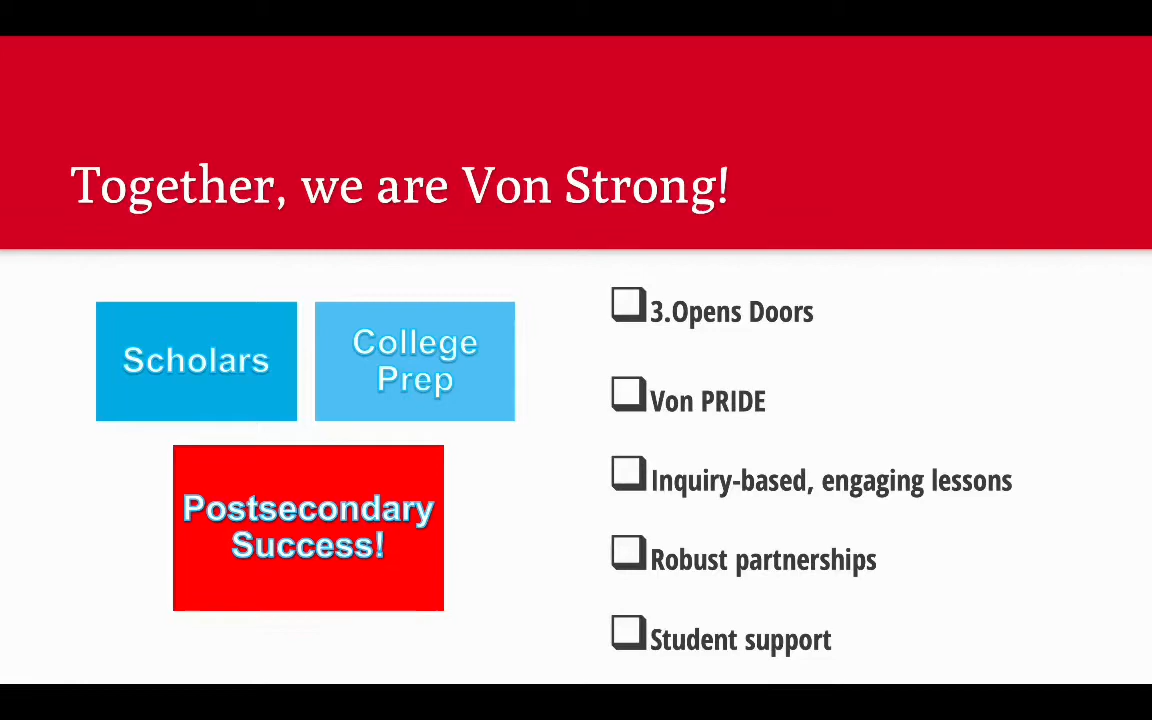 Together, we are Von Strong!
Scholars
College
Prep
Postsecondary
Success!
3.Opens Doors
Von PRIDE
Inquiry-based, engaging lessons
Robust partnerships
Student support